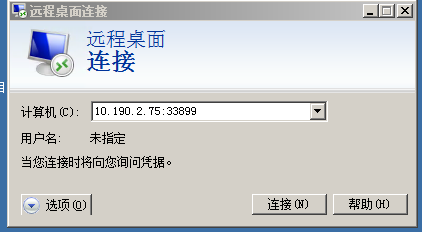 远程桌面连接
远程桌面
连接
计算机(C): 10.190.2.75:33899
用户名: 未指定
当您连接时将向您询问凭据。
选项(O) 连接(N) 帮助(H)